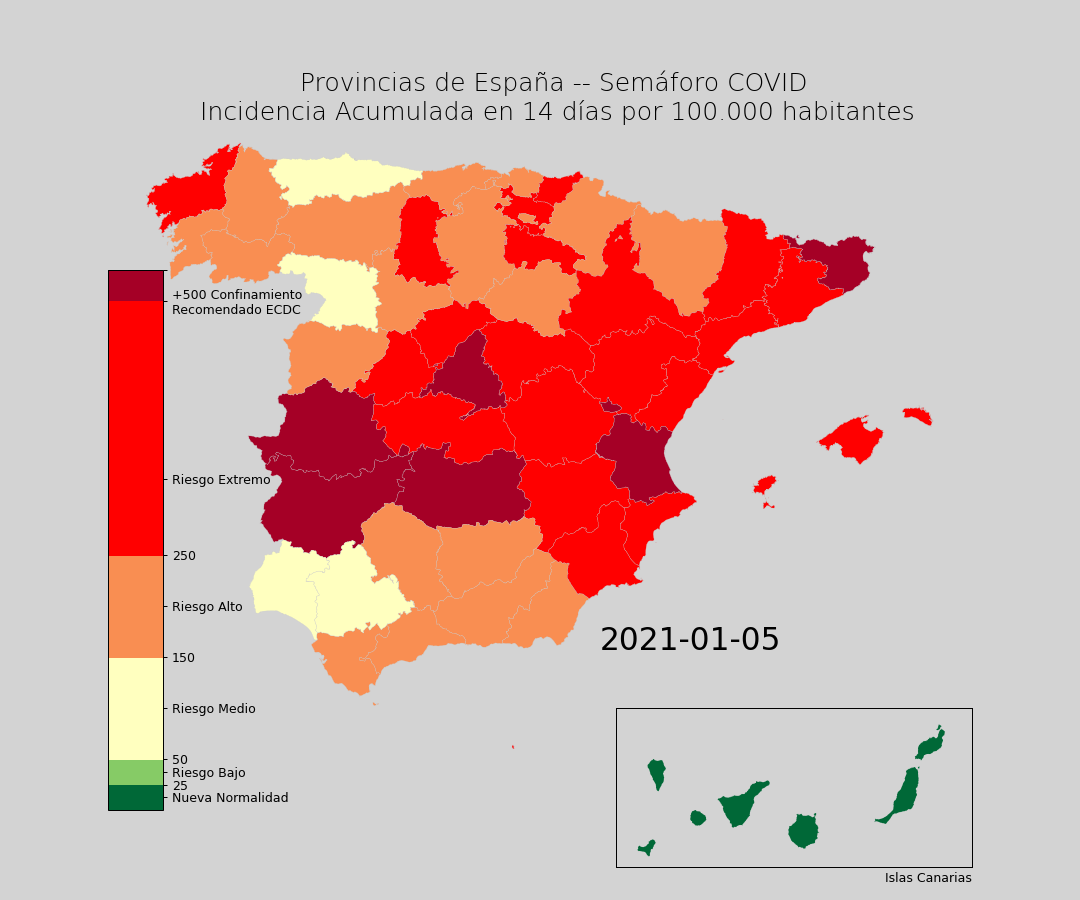 Provincias de España -- Semáforo COVID
Incidencia Acumulada en 14 días por 100.000 habitantes
+500 Confinamiento
Recomendado ECDC
Riesgo Extremo
250
Riesgo Alto
150
Riesgo Medio
50
Riesgo Bajo
25
Nueva Normalidad
2021-01-05
Islas Canarias